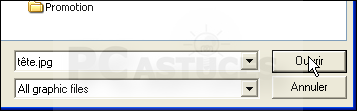 Promotion
PC ASTUCES
tête.jpg
Ouvrir
All graphic files
Annuler